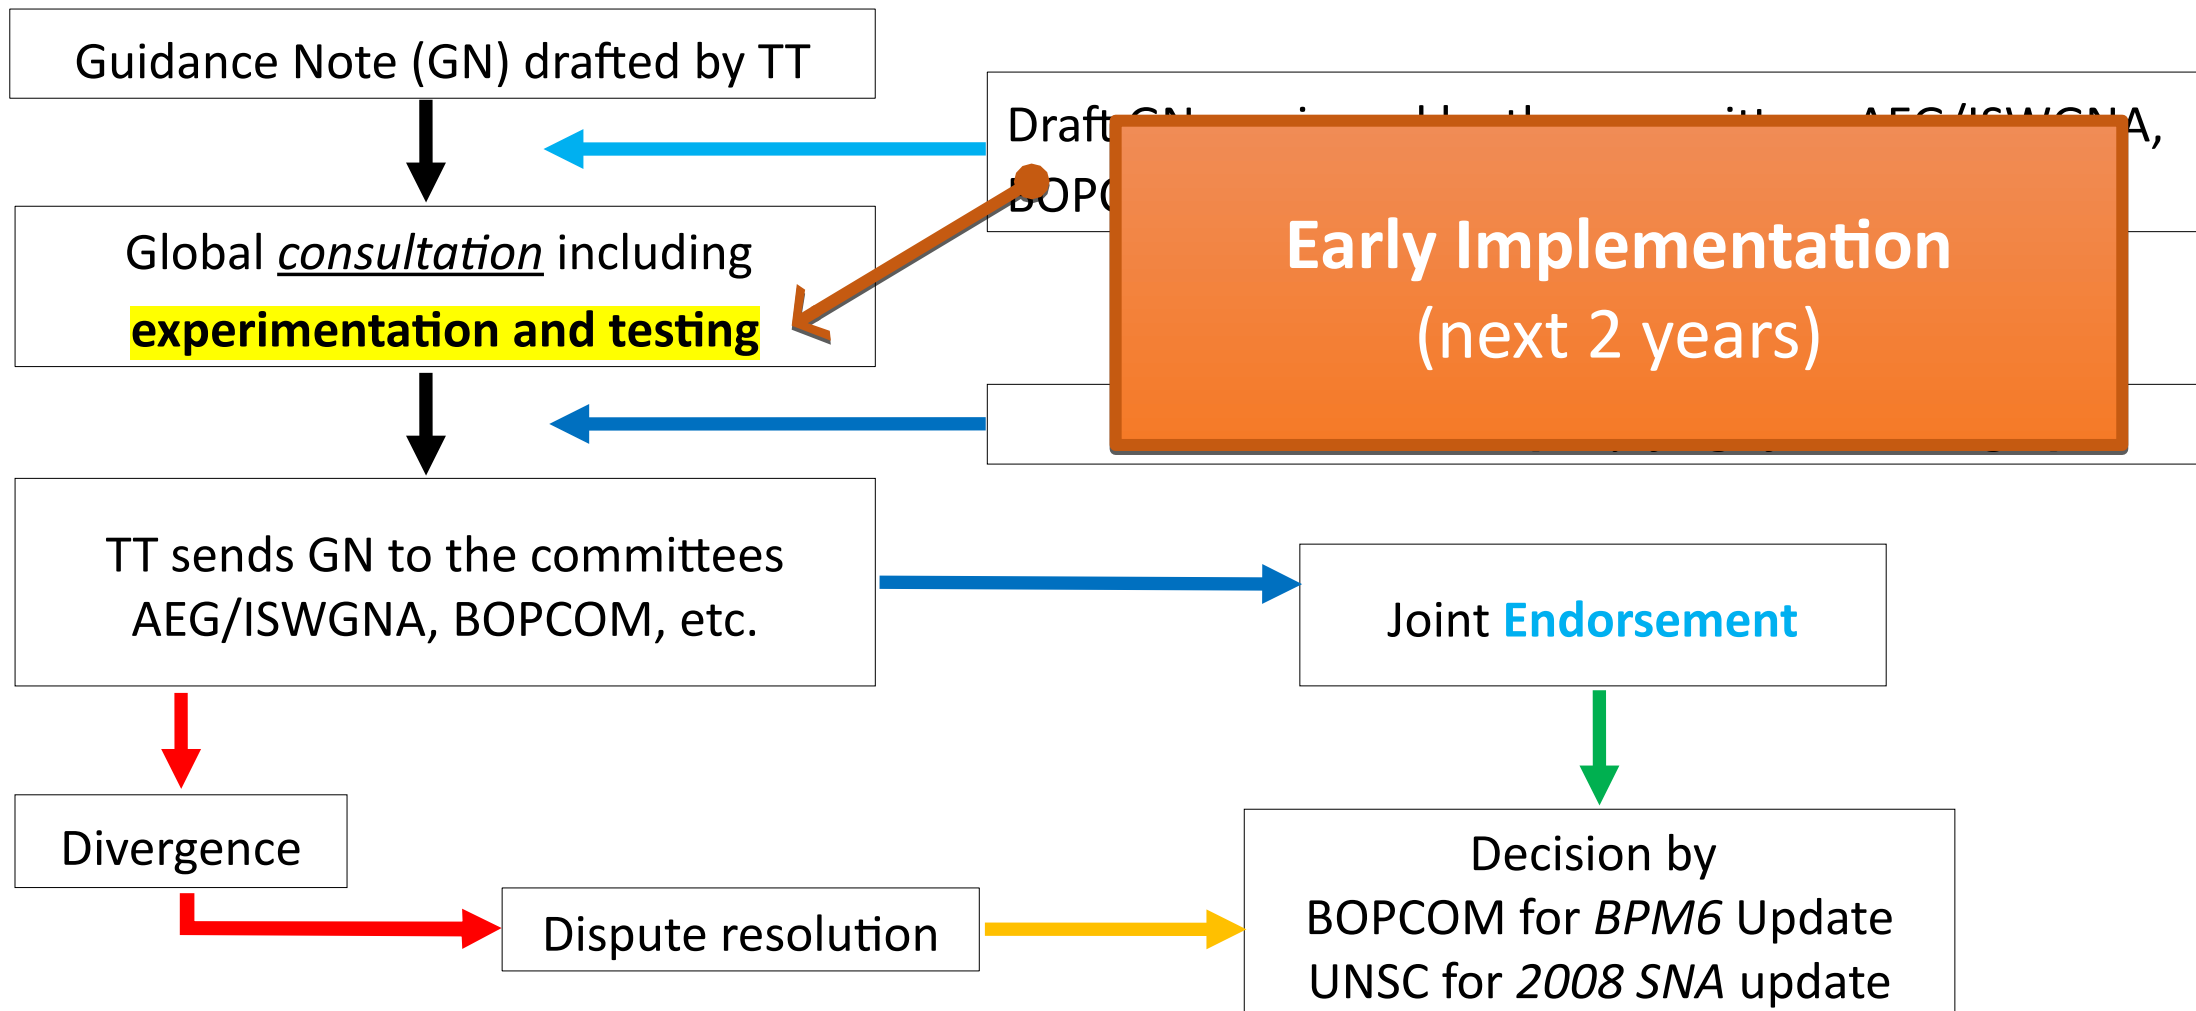 Guidance Note (GN) drafted by TT
Draft AEG/ISWGNA,
Global consultation including
experimentation and testing
Early Implementation
(next 2 years)
TT sends GN to the committees
AEG/ISWGNA, BOPCOM, etc.
Joint Endorsement
Divergence
Dispute resolution
Decision by
BOPCOM for BPM6 Update
UNSC for 2008 SNA update